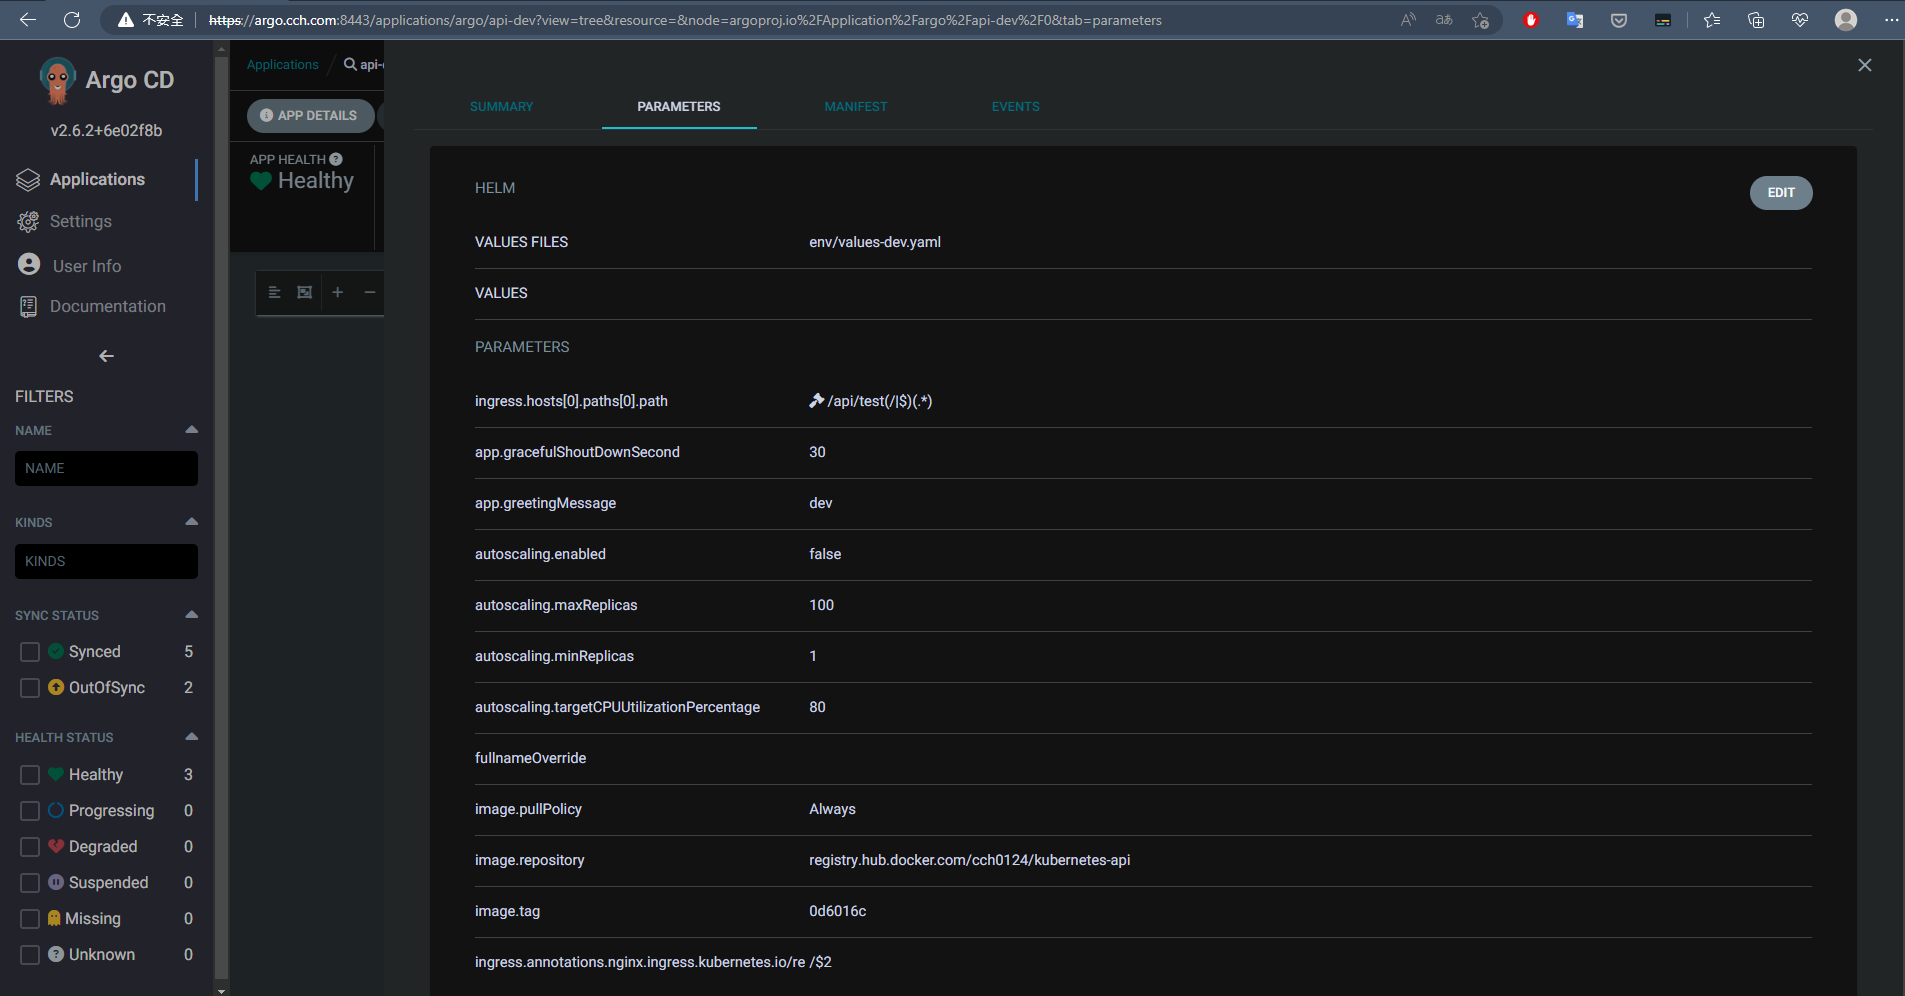 不安全
https://argo.cch.com:8443/applications/argo/api-dev?view=tree&resource=&node=argoproj.io%2FApplication%2Fargo%2Fapi-dev%2F0&tab=parameters
Argo CD
v2.6.2+6e02f8b
Applications
Settings
User Info
Documentation
FILTERS
NAME
NAME
KINDS
KINDS
SYNC STATUS
Synced 5
OutOfSync 2
HEALTH STATUS
Healthy 3
Progressing 0
Degraded 0
Suspended 0
Missing 0
Unknown 0
Applications / api-
APP DETAILS
APP HEALTH
Healthy
SUMMARY PARAMETERS MANIFEST EVENTS
HELM
EDIT
VALUES FILES env/values-dev.yaml
VALUES
PARAMETERS
ingress.hosts[0].paths[0].path /api/test(/|$)(.*)
app.gracefulShoutDownSecond 30
app.greetingMessage dev
autoscaling.enabled false
autoscaling.maxReplicas 100
autoscaling.minReplicas 1
autoscaling.targetCPUUtilizationPercentage 80
fullnameOverride
image.pullPolicy Always
image.repository registry.hub.docker.com/cch0124/kubernetes-api
image.tag 0d6016c
ingress.annotations.nginx.ingress.kubernetes.io/re /$2